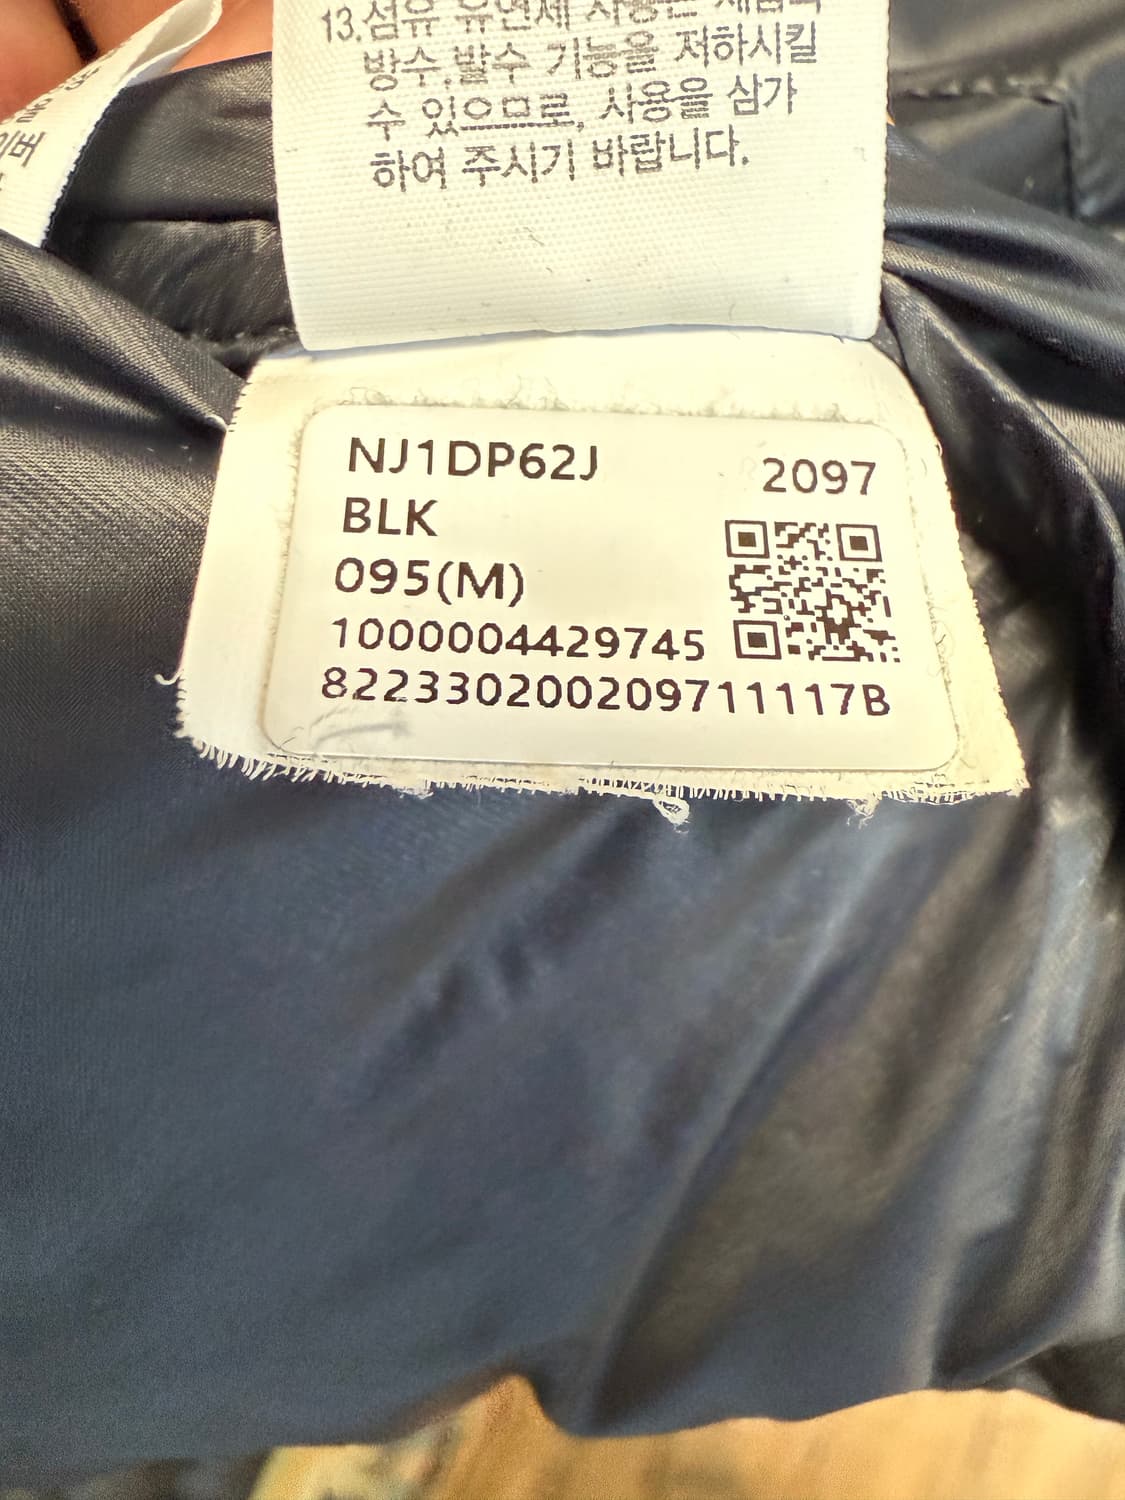 13.섬유 유연제 사용은 제품의
방수.발수 기능을 저하시킬
수 있으므로, 사용을 삼가
하여 주시기 바랍니다.
NJ1DP62J
2097
BLK
095(M)
1000004429745
822330200209711117B